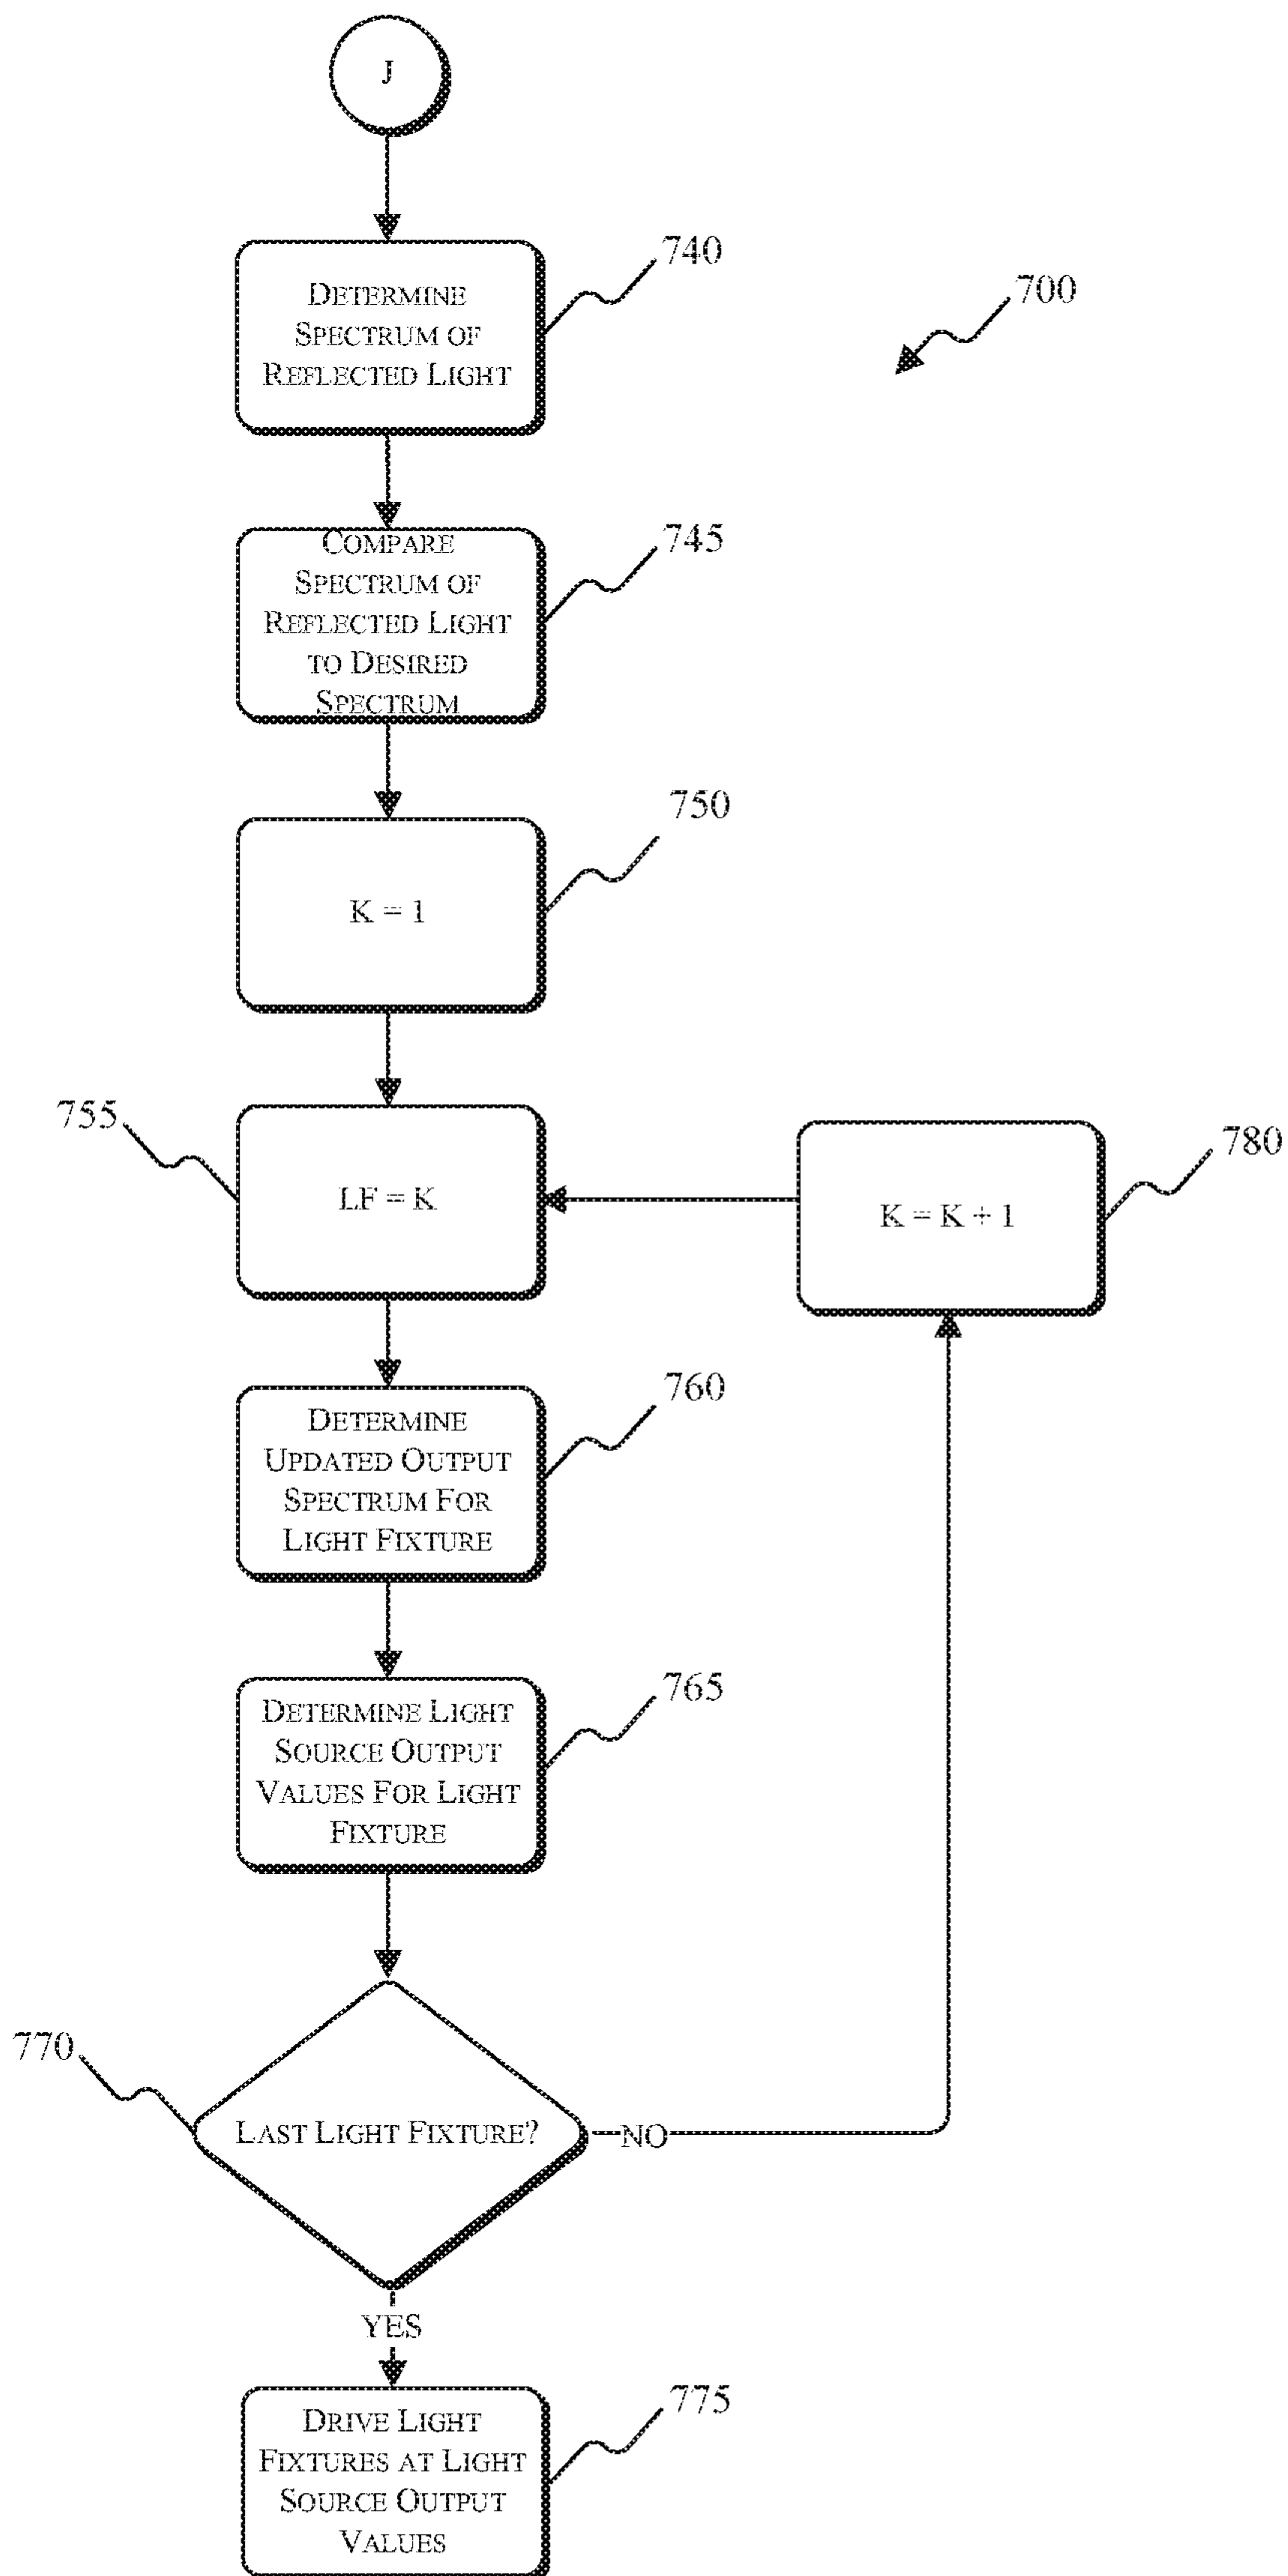 J
DETERMINE
SPECTRUM OF
REFLECTED LIGHT
740
700
COMPARE
SPECTRUM OF
REFLECTED LIGHT
TO DESIRED
SPECTRUM
745
K = 1
750
755
LF = K
K = K + 1
780
DETERMINE
UPDATED OUTPUT
SPECTRUM FOR
LIGHT FIXTURE
760
DETERMINE LIGHT
SOURCE OUTPUT
VALUES FOR LIGHT
FIXTURE
765
770
LAST LIGHT FIXTURE?
NO
YES
DRIVE LIGHT
FIXTURES AT LIGHT
SOURCE OUTPUT
VALUES
775